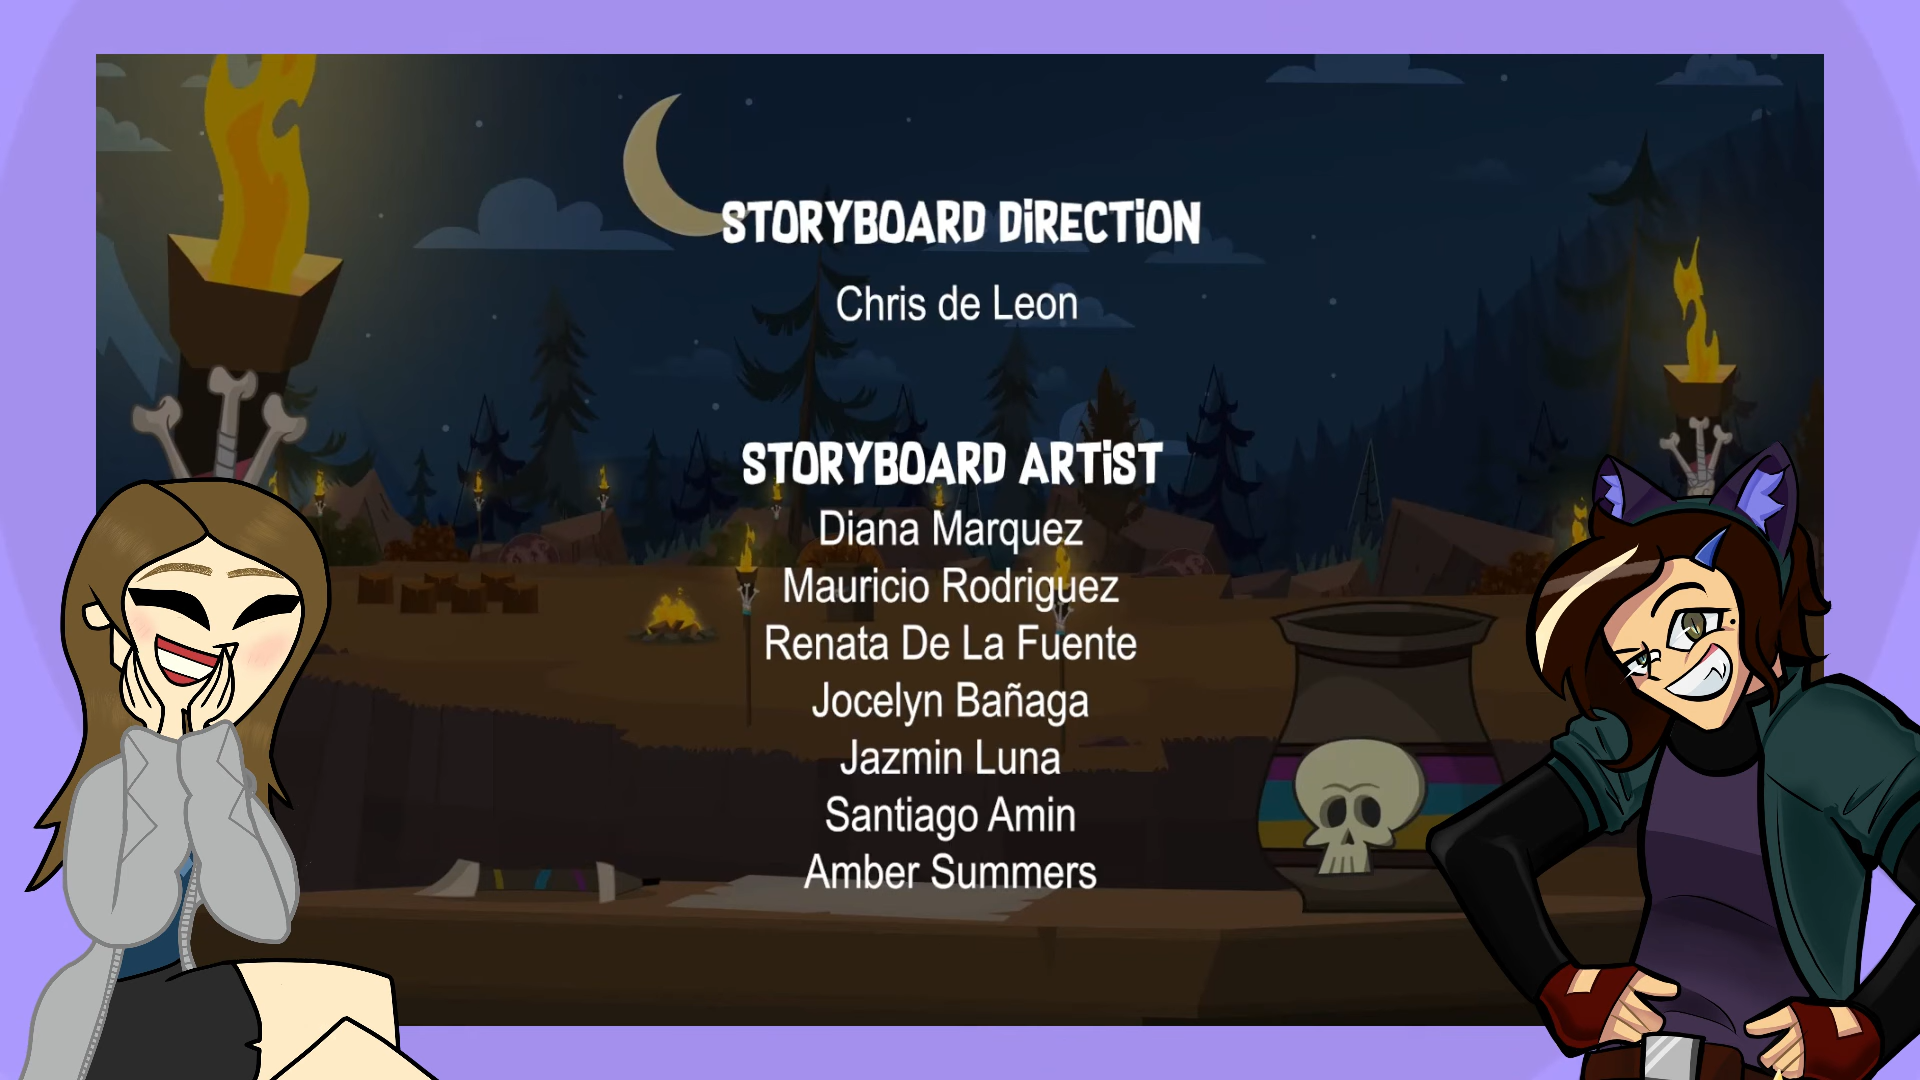 STORYBOARD DIRECTION
Chris de Leon
STORYBOARD ARTIST
Diana Marquez
Mauricio Rodriguez
Renata De La Fuente
Jocelyn Bañaga
Jazmin Luna
Santiago Amin
Amber Summers